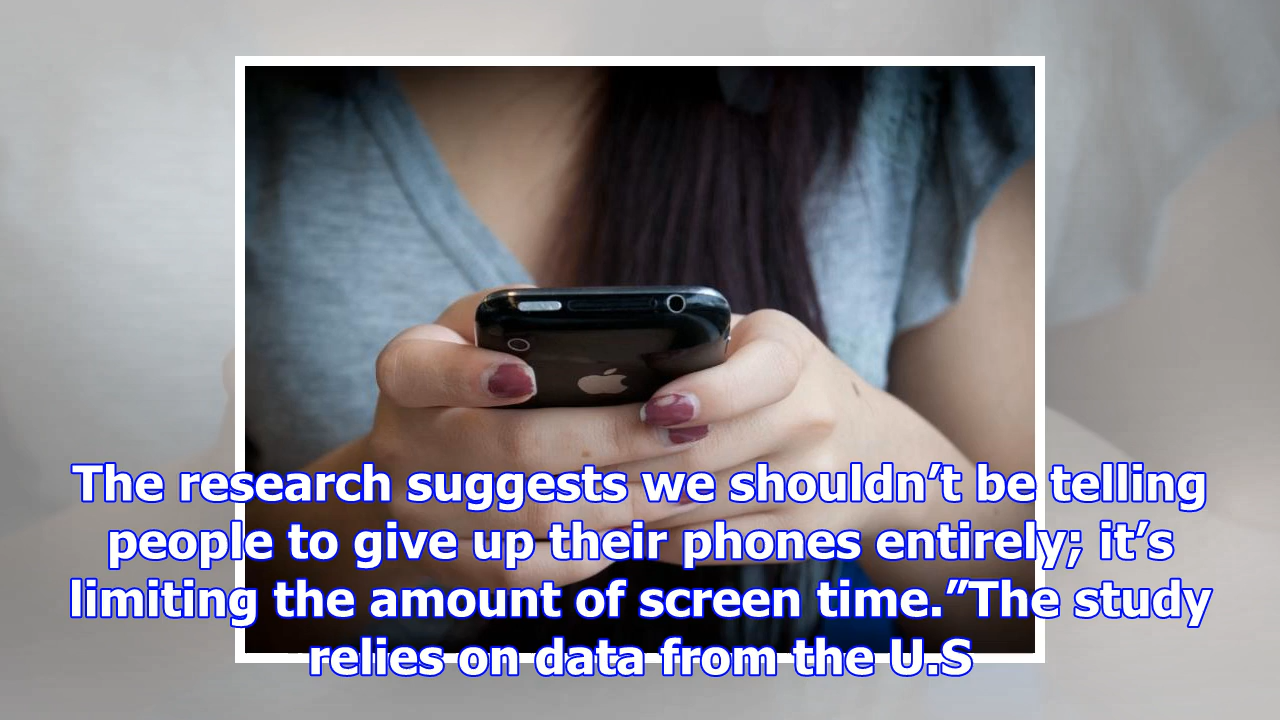 The research suggests we shouldn’t be telling
people to give up their phones entirely; it’s
limiting the amount of screen time.”The study
relies on data from the U.S